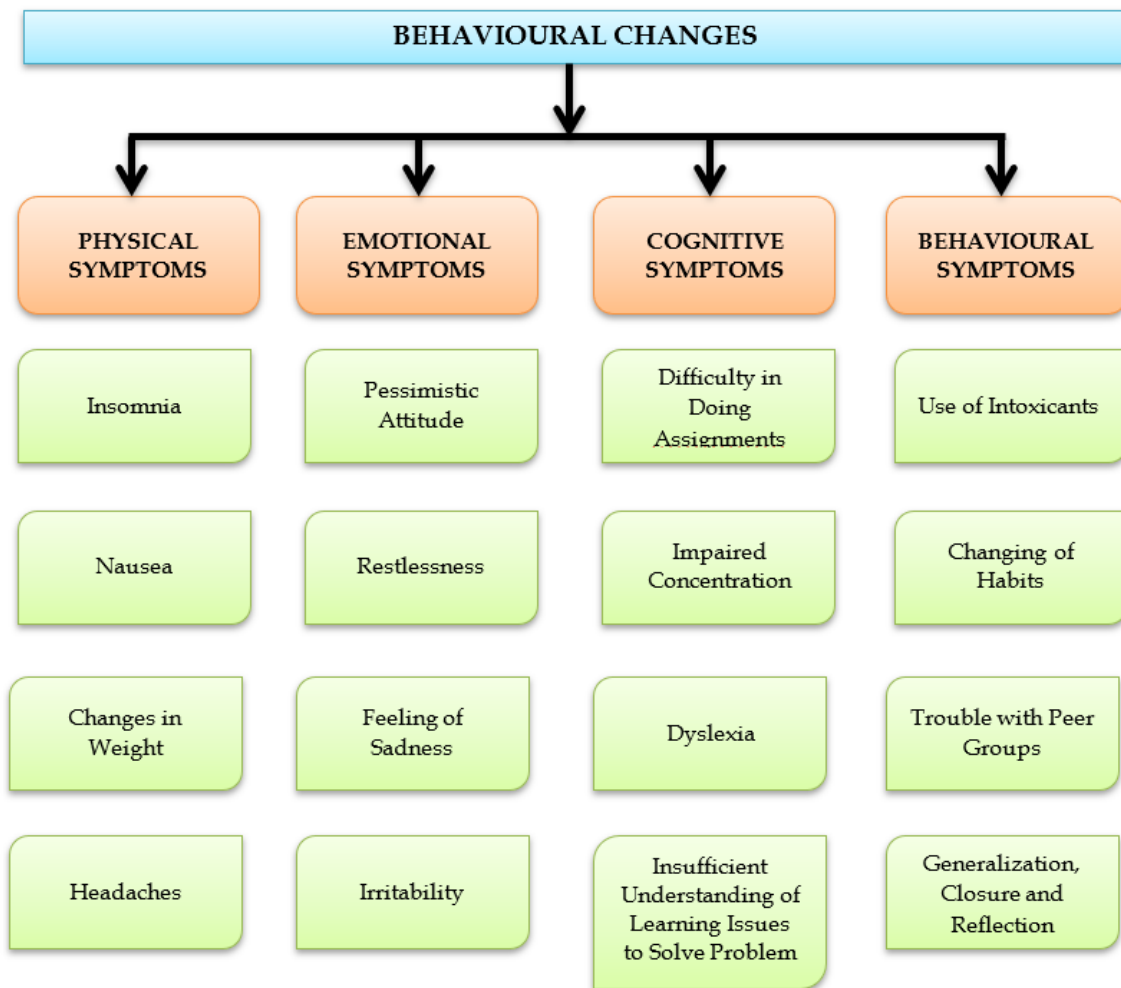 BEHAVIOURAL CHANGES
PHYSICAL
SYMPTOMS
EMOTIONAL
SYMPTOMS
COGNITIVE
SYMPTOMS
BEHAVIOURAL
SYMPTOMS
Insomnia
Pessimistic
Attitude
Difficulty in
Doing
Assignments
Use of Intoxicants
Nausea
Restlessness
Impaired
Concentration
Changing of
Habits
Changes in
Weight
Feeling of
Sadness
Dyslexia
Trouble with Peer
Groups
Headaches
Irritability
Insufficient
Understanding of
Learning Issues
to Solve Problem
Generalization,
Closure and
Reflection